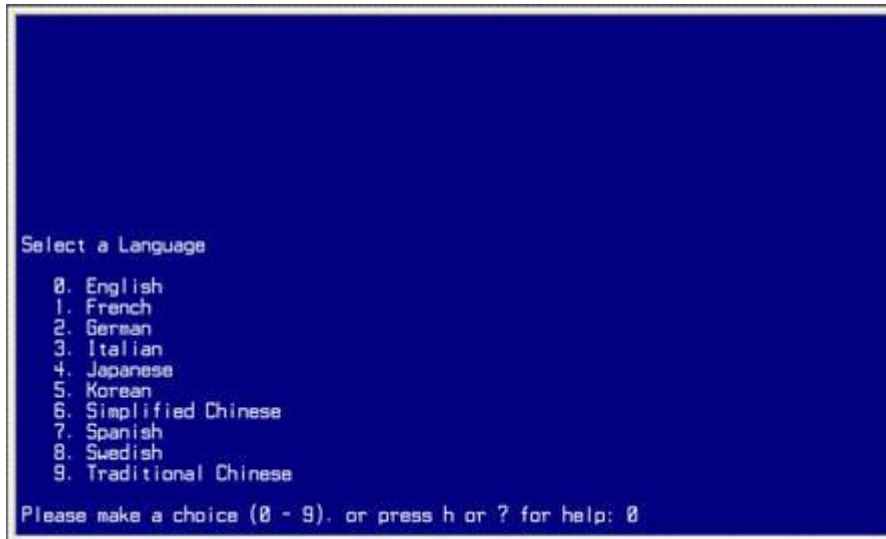 Select a Language
0. English
1. French
2. German
3. Italian
4. Japanese
5. Korean
6. Simplified Chinese
7. Spanish
8. Swedish
9. Traditional Chinese
Please make a choice (0 - 9). or press h or ? for help: 0